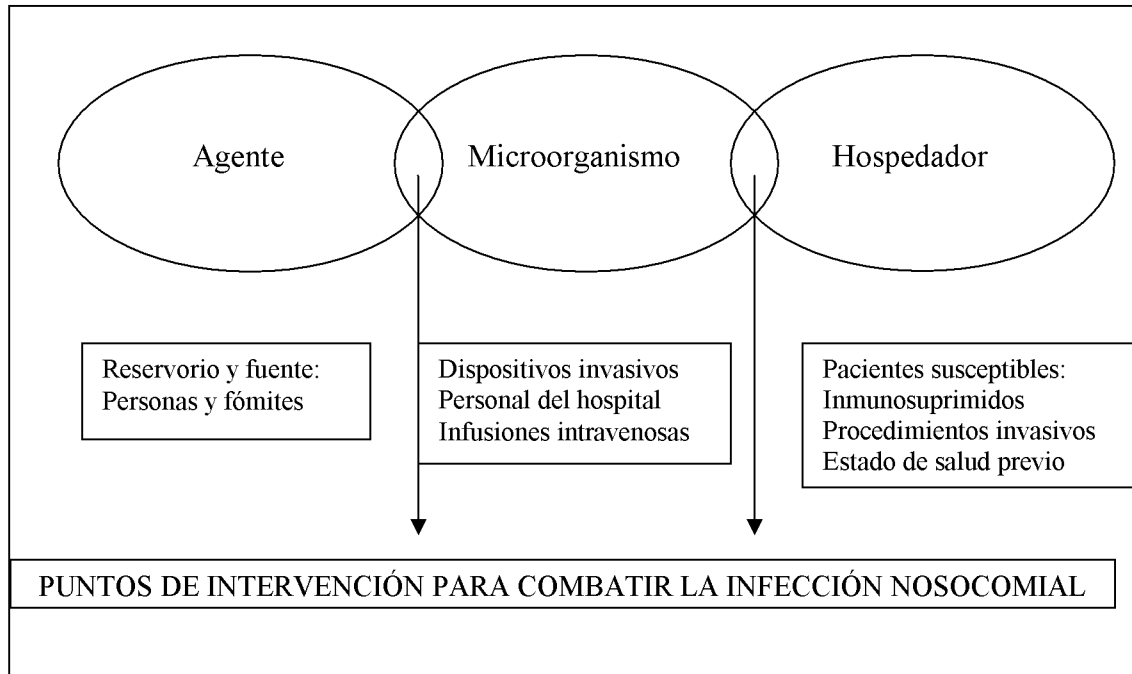 Agente
Microorganismo
Hospedador
Reservorio y fuente:
Personas y fómites
Dispositivos invasivos
Personal del hospital
Infusiones intravenosas
Pacientes susceptibles:
Inmunosuprimidos
Procedimientos invasivos
Estado de salud previo
PUNTOS DE INTERVENCIÓN PARA COMBATIR LA INFECCIÓN NOSOCOMIAL